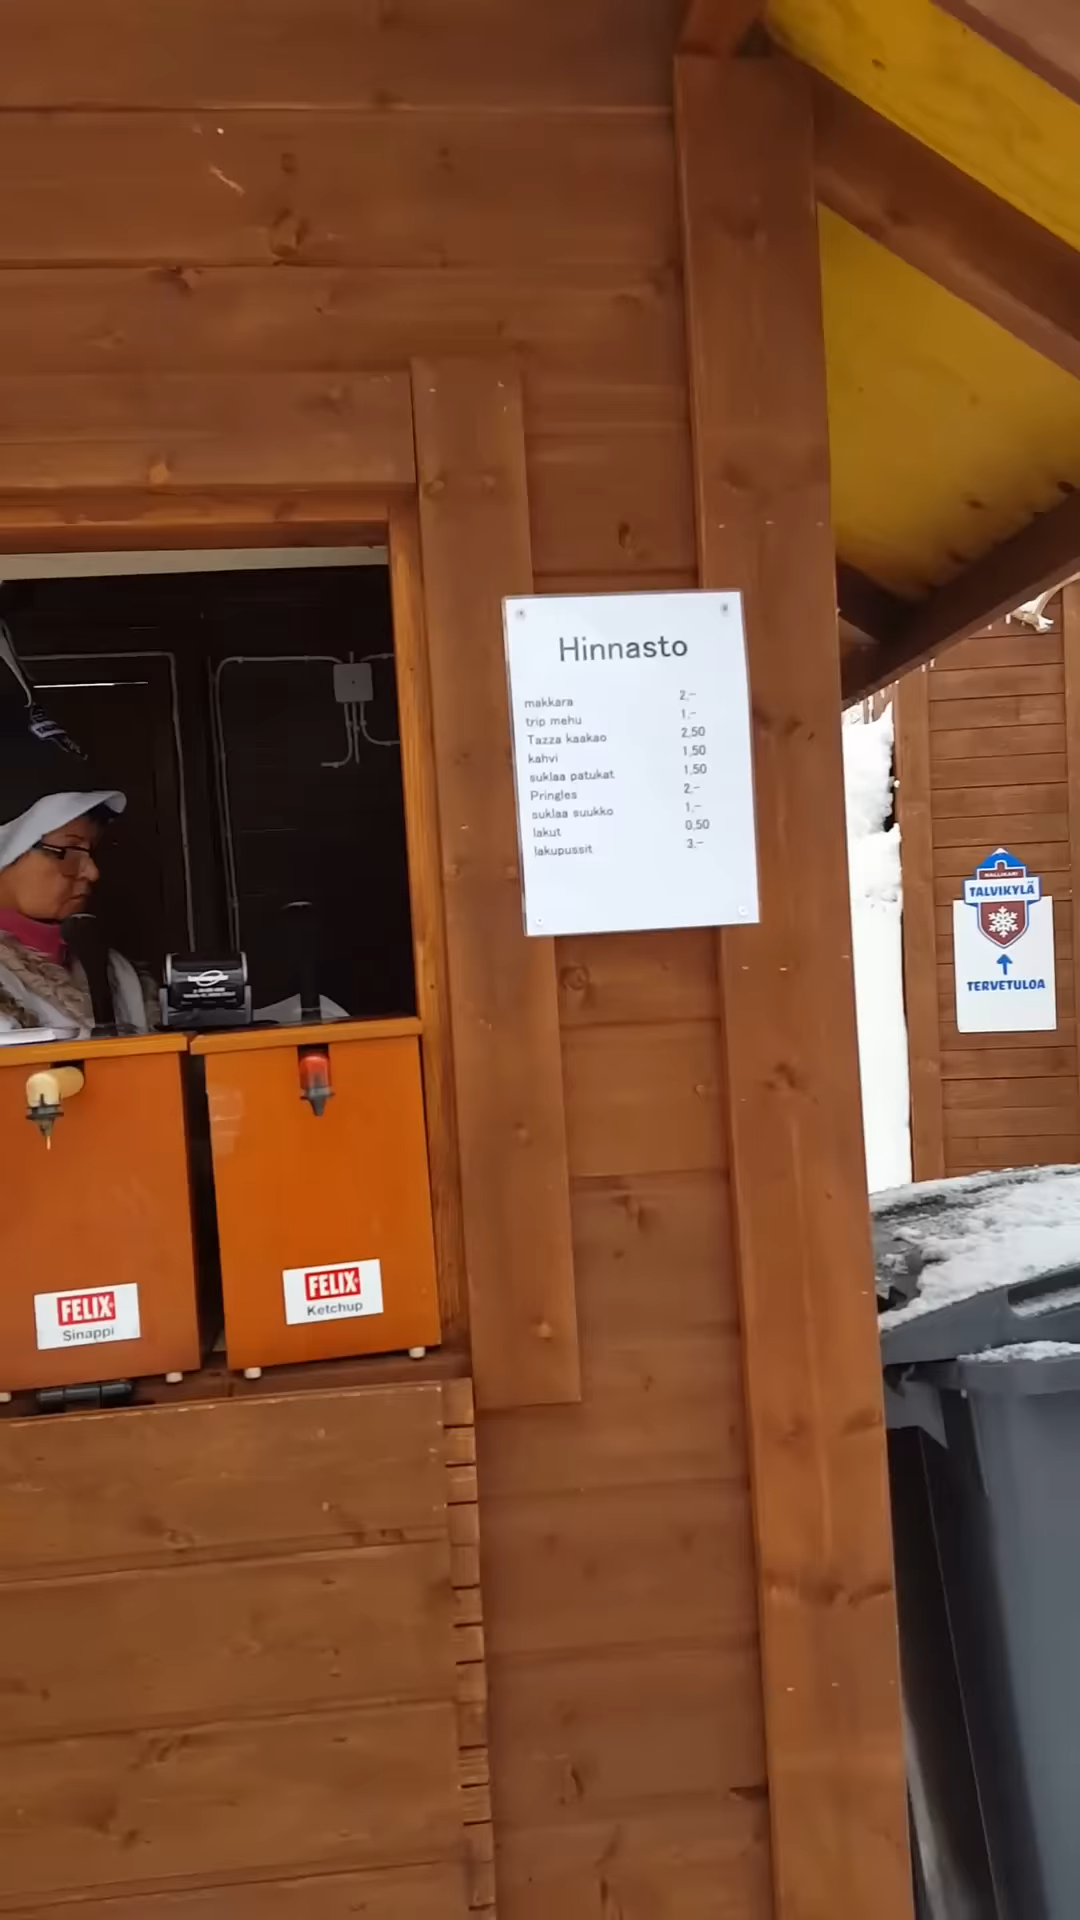 Hinnasto
makkara 2,-
trip mehu 1,-
Tazza kaakao 2,50
kahvi 1,50
suklaa patukat 1,50
Pringles 2,-
suklaa suukko 1,-
lakut 0,50
lakupussit 3,-
NALLIKARI
TALVIKYLÄ
TERVETULOA
FELIX
Sinappi
FELIX
Ketchup